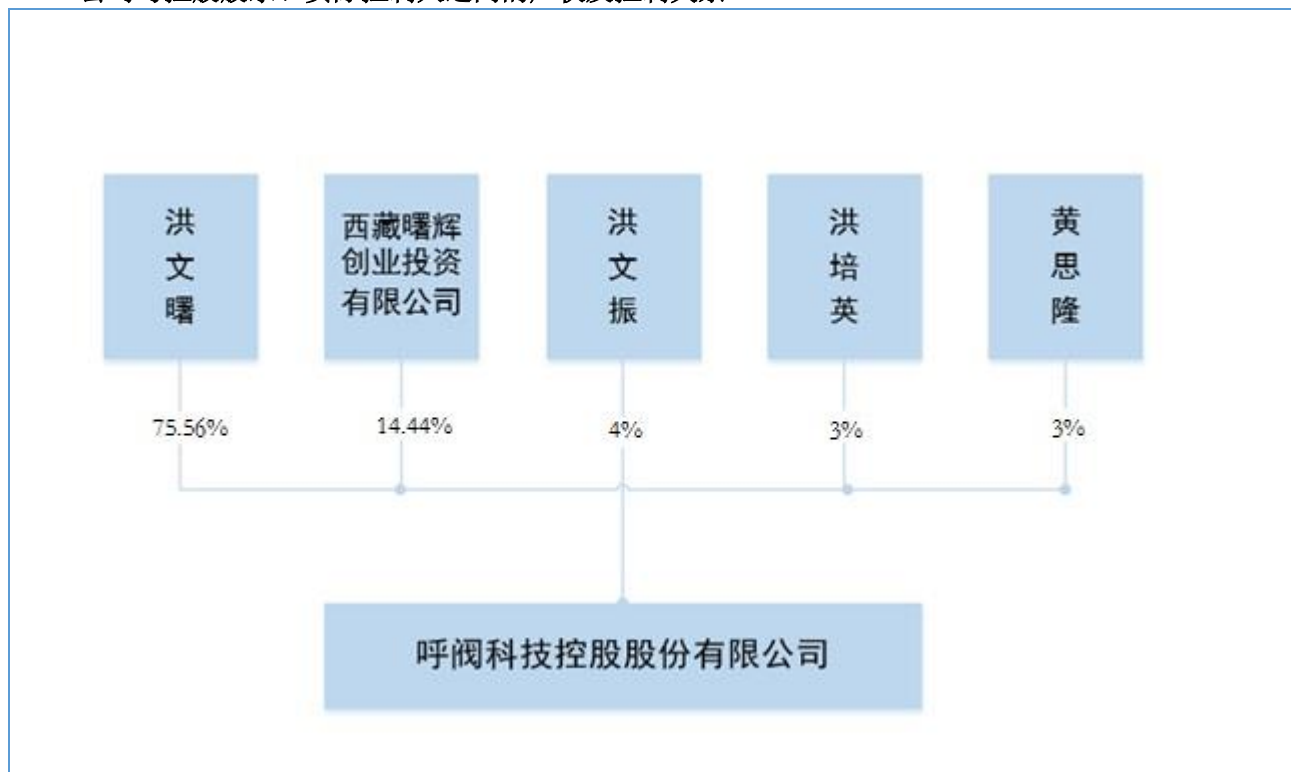 洪文曙
西藏曙辉
创业投资
有限公司
洪文振
洪培英
黄思隆
75.56%
14.44%
4%
3%
3%
呼阀科技控股股份有限公司